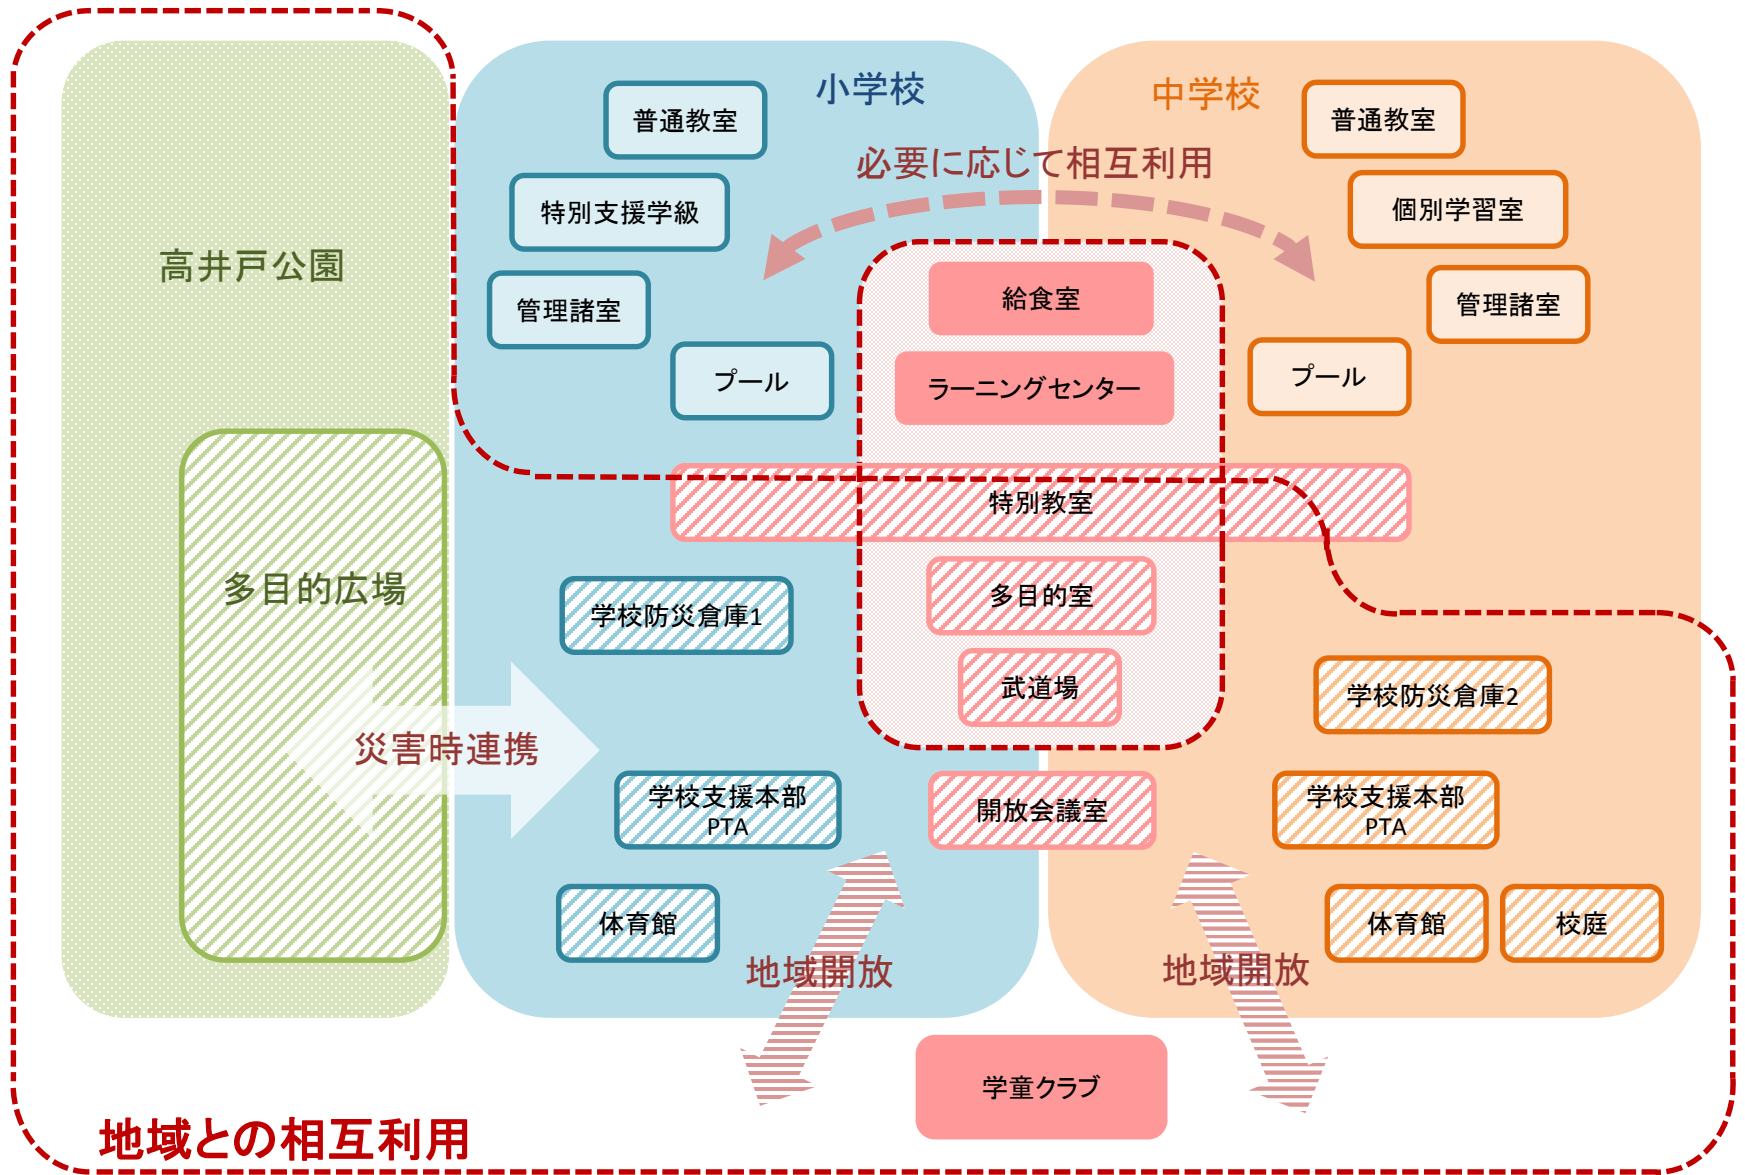 小学校
中学校
普通教室
普通教室
必要に応じて相互利用
特別支援学級
個別学習室
高井戸公園
管理諸室
給食室
管理諸室
プール
ラーニングセンター
プール
特別教室
多目的広場
学校防災倉庫1
多目的室
武道場
学校防災倉庫2
災害時連携
学校支援本部
PTA
開放会議室
学校支援本部
PTA
体育館
体育館
校庭
地域開放
地域開放
学童クラブ
地域との相互利用